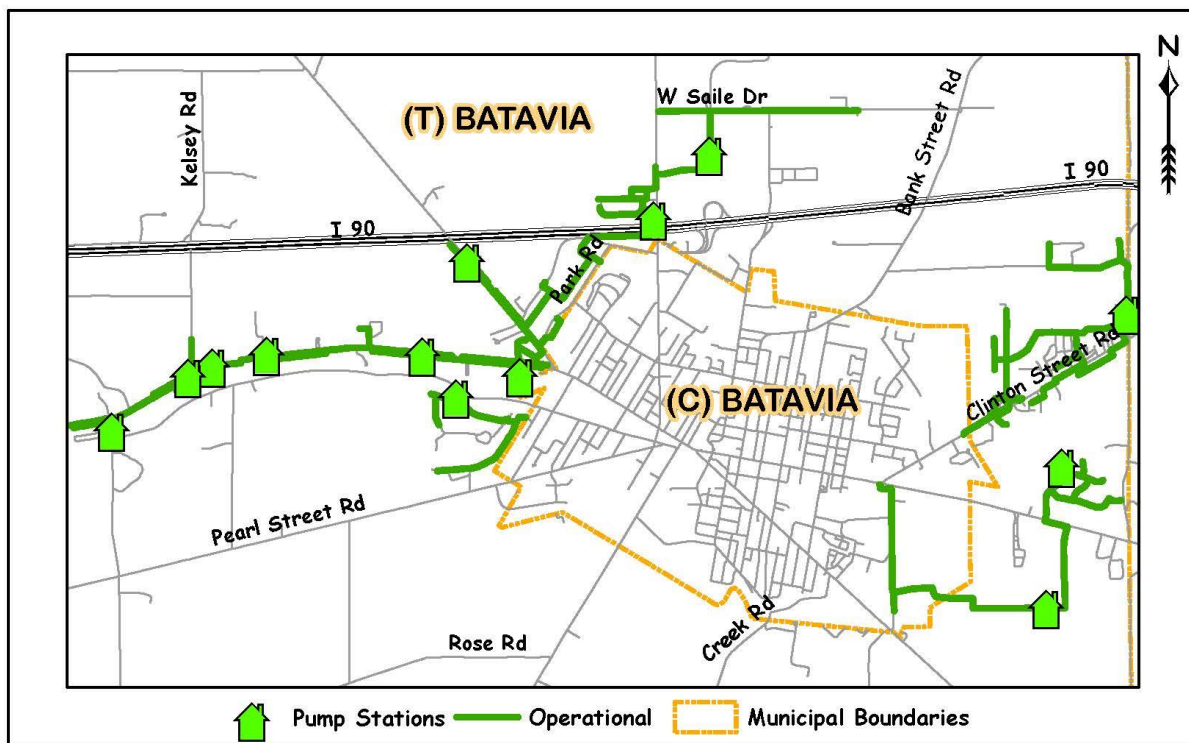 N
W Saile Dr
(T) BATAVIA
Kelsey Rd
Bank Street Rd
I 90
I 90
Park Rd
Clinton Street Rd
(C) BATAVIA
Pearl Street Rd
Creek Rd
Rose Rd
Pump Stations Operational Municipal Boundaries